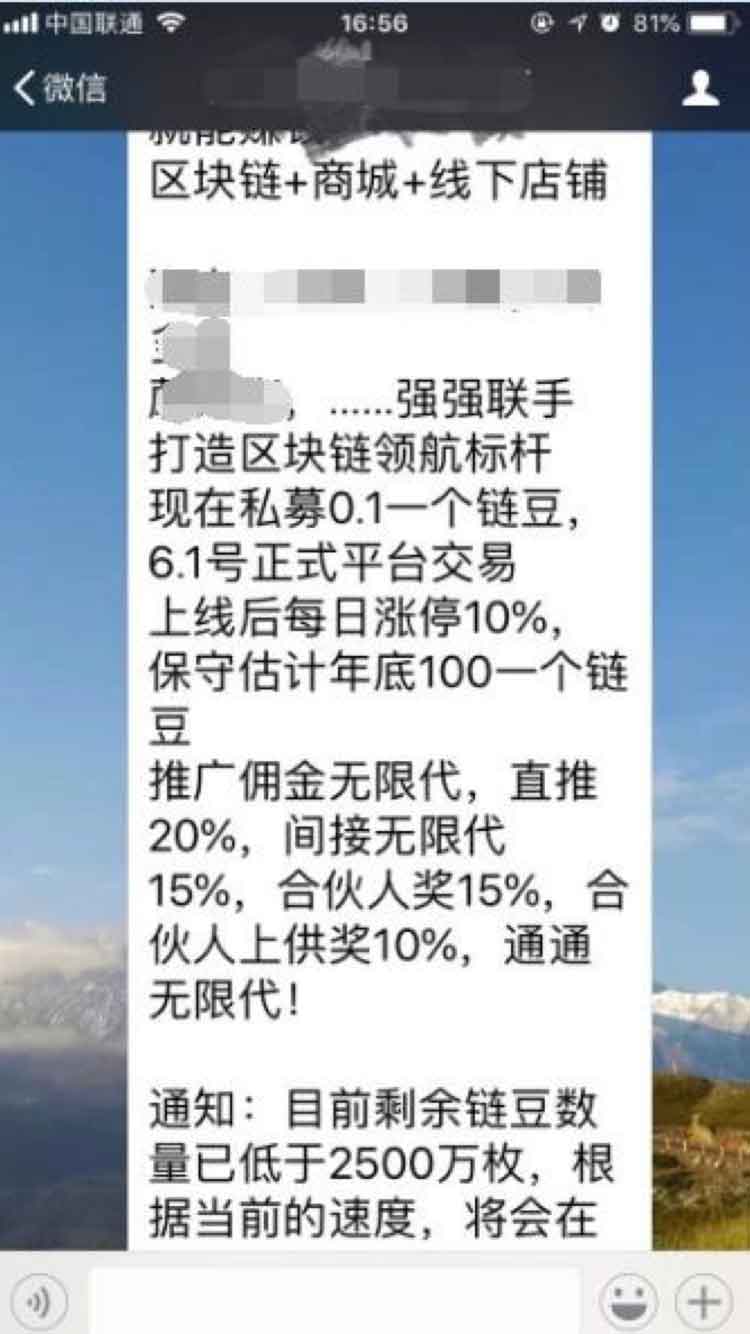 中国联通
16:56
81%
微信
区块链+商城+线下店铺
……强强联手
打造区块链领航标杆
现在私募0.1一个链豆，
6.1号正式平台交易
上线后每日涨停10%，
保守估计年底100一个链
豆
推广佣金无限代，直推
20%，间接无限代
15%，合伙人奖15%，合
伙人上供奖10%，通通
无限代！
通知：目前剩余链豆数
量已低于2500万枚，根
据当前的速度，将会在